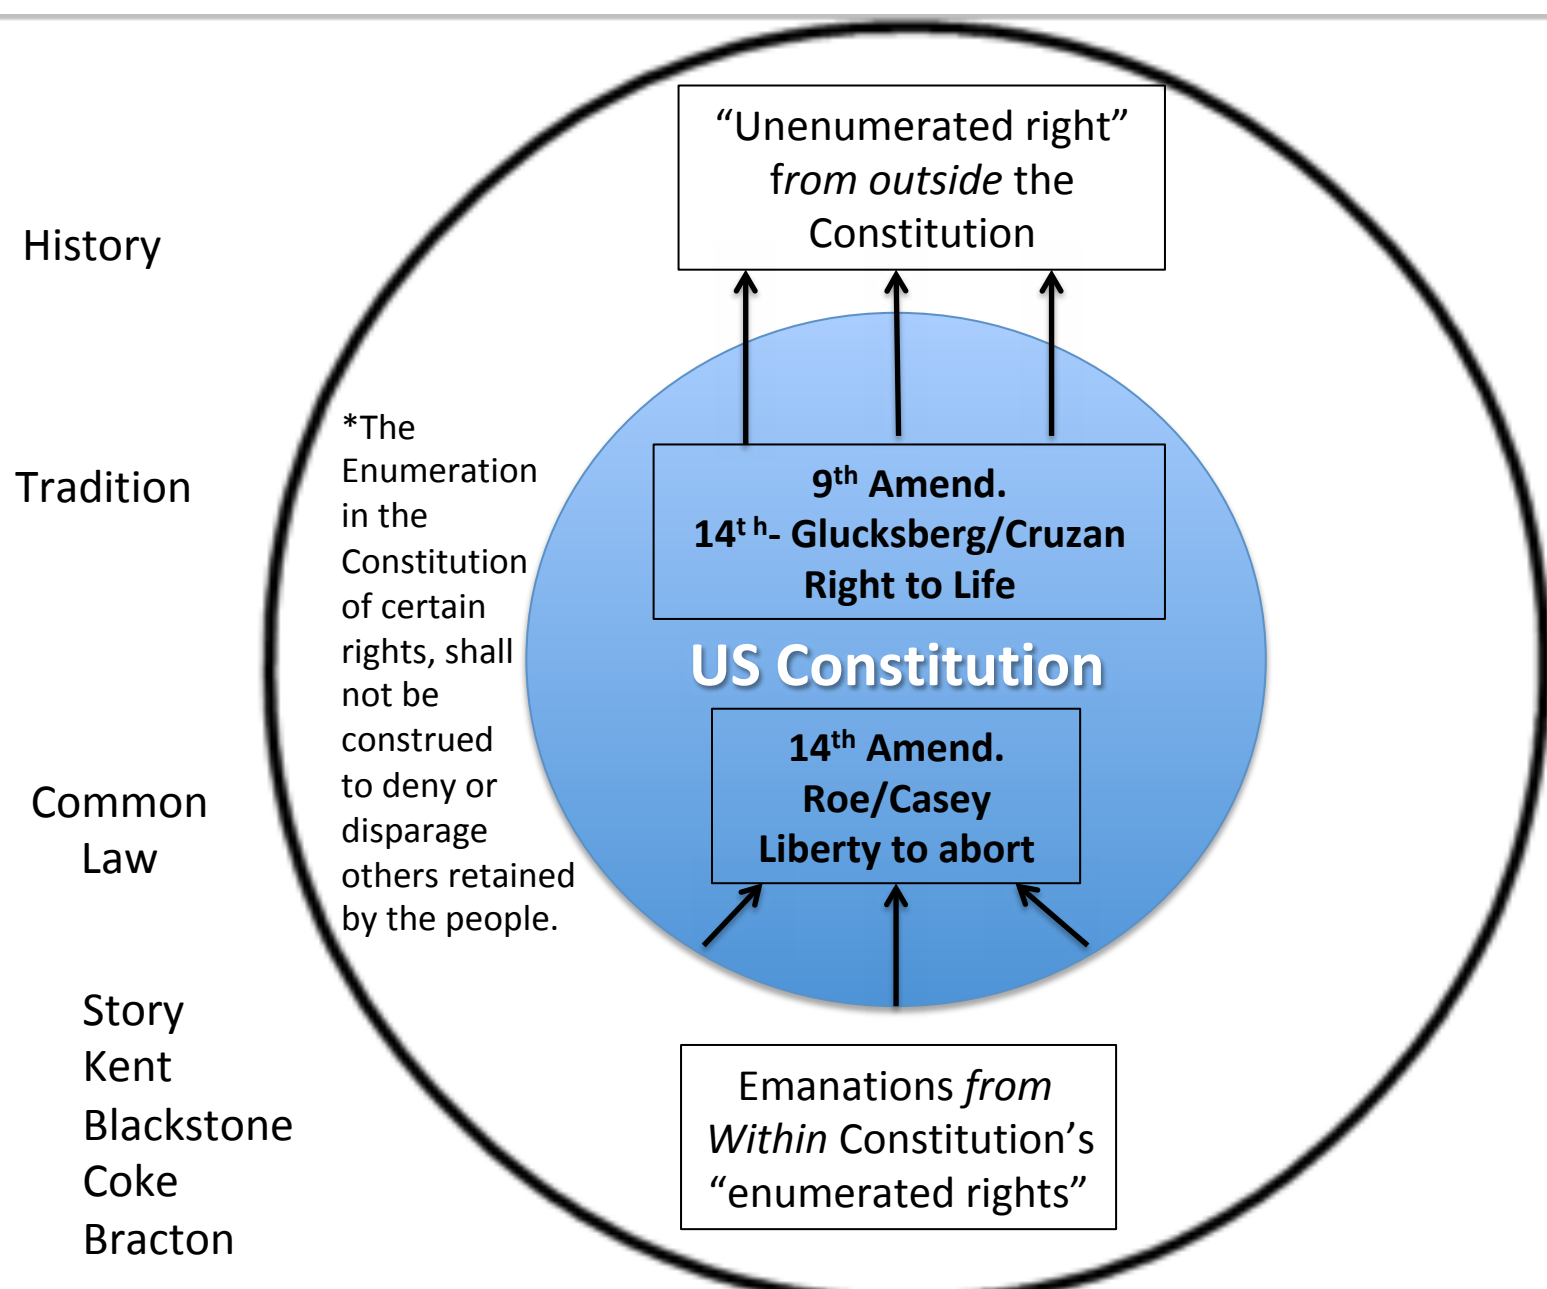 “Unenumerated right”
from outside the
Constitution
History
Tradition
Common
Law
Story
Kent
Blackstone
Coke
Bracton
*The
Enumeration
in the
Constitution
of certain
rights, shall
not be
construed
to deny or
disparage
others retained
by the people.
9th Amend.
14t h- Glucksberg/Cruzan
Right to Life
US Constitution
14th Amend.
Roe/Casey
Liberty to abort
Emanations from
Within Constitution’s
“enumerated rights”